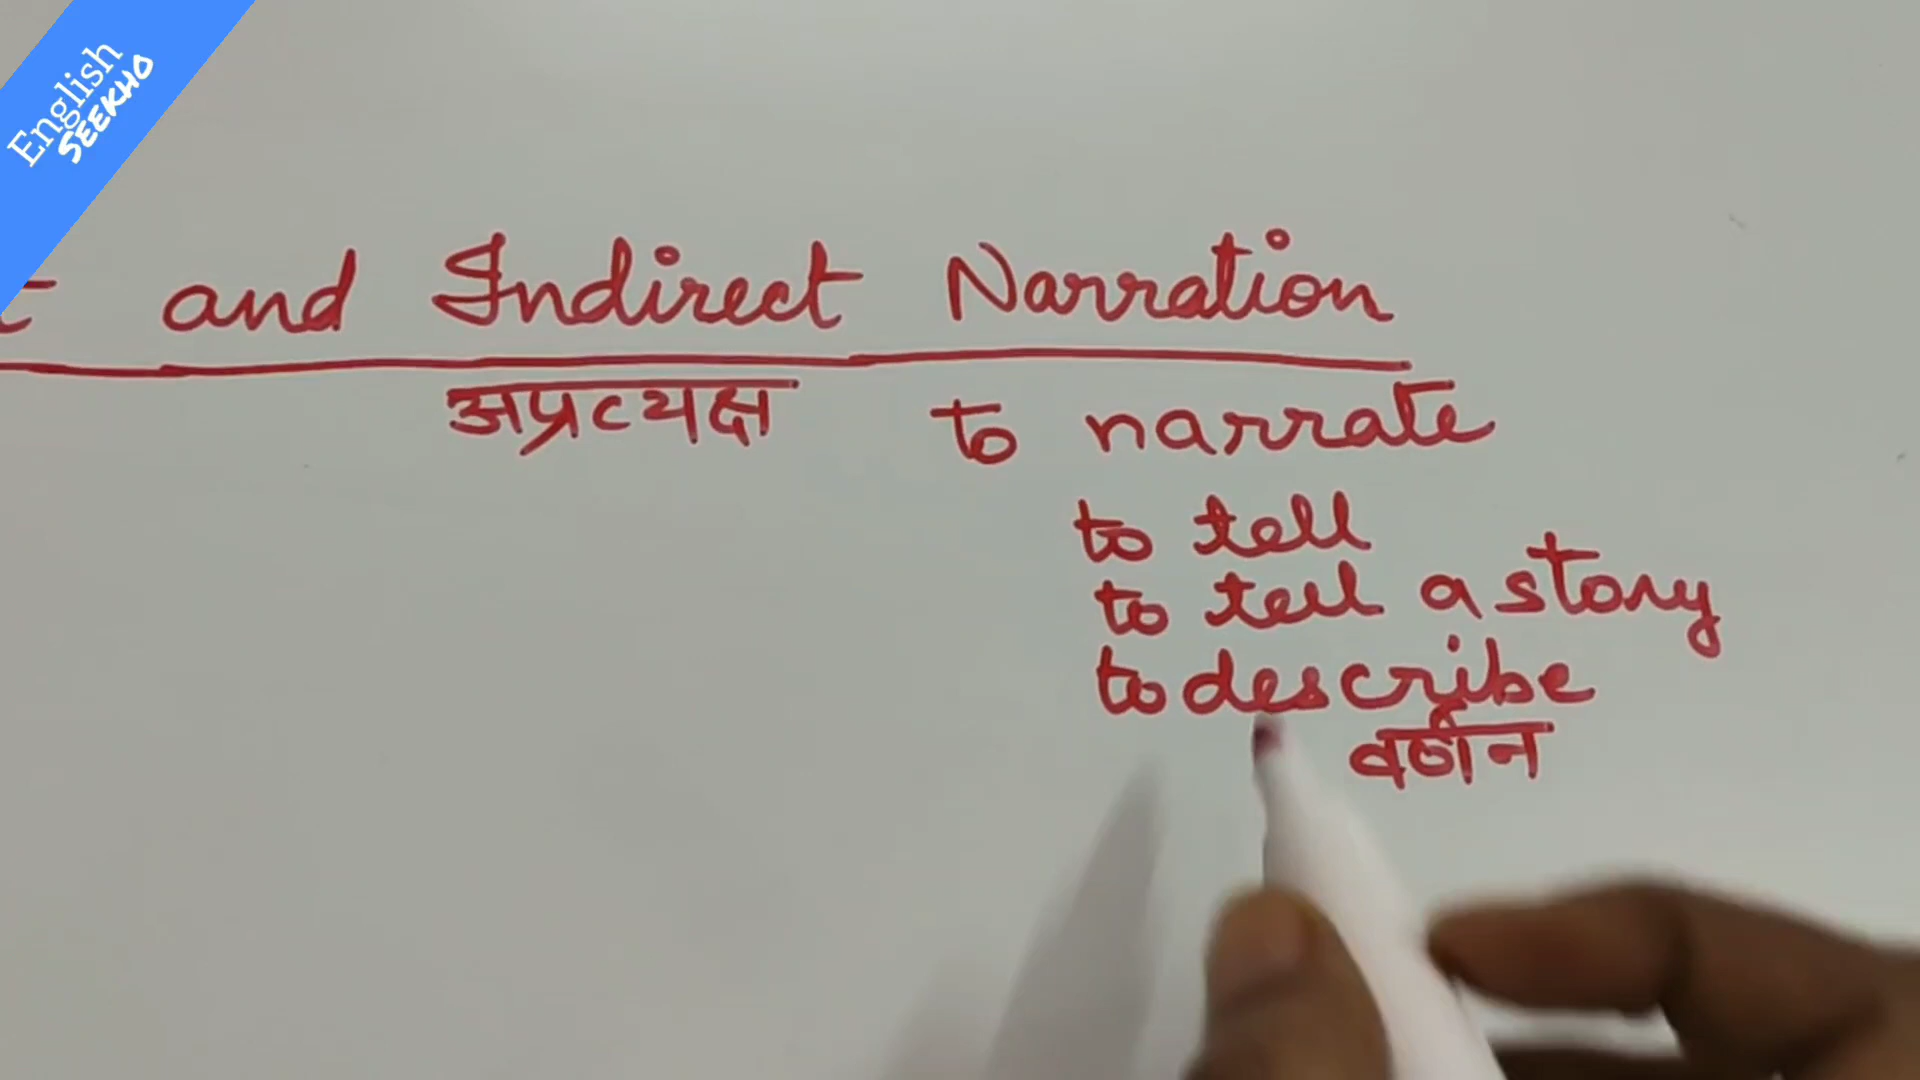 English
SEEKHO
and Indirect Narration
अप्रत्यक्ष to narrate
to tell
to tell a story
to describe
वर्णन